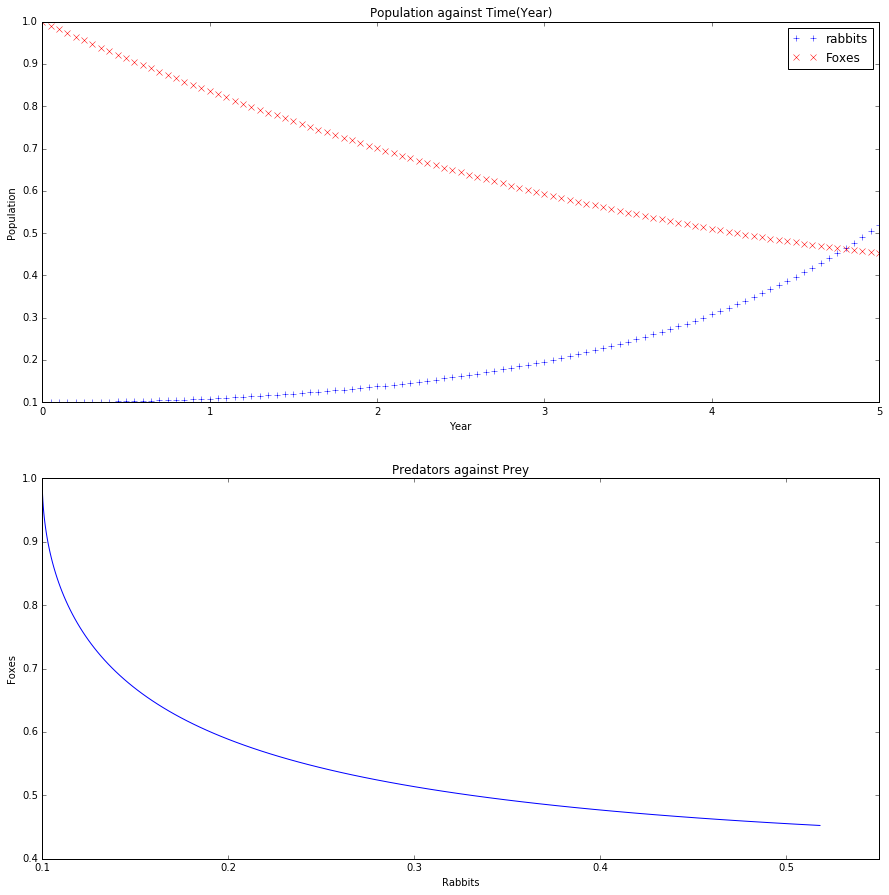 Population against Time(Year)
1.0
0.9
0.8
0.7
0.6
0.5
0.4
0.3
0.2
0.1
Population
rabbits
Foxes
0 1 2 3 4 5
Year
Predators against Prey
1.0
0.9
0.8
0.7
0.6
0.5
0.4
Foxes
0.1 0.2 0.3 0.4 0.5
Rabbits